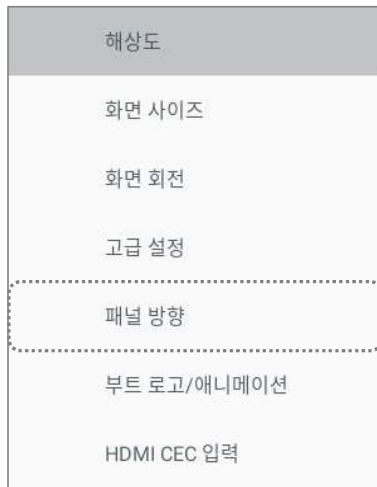 해상도
화면 사이즈
화면 회전
고급 설정
패널 방향
부트 로고/애니메이션
HDMI CEC 입력